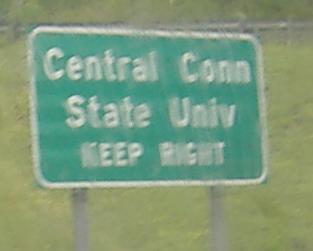 Central Conn
State Univ
KEEP RIGHT